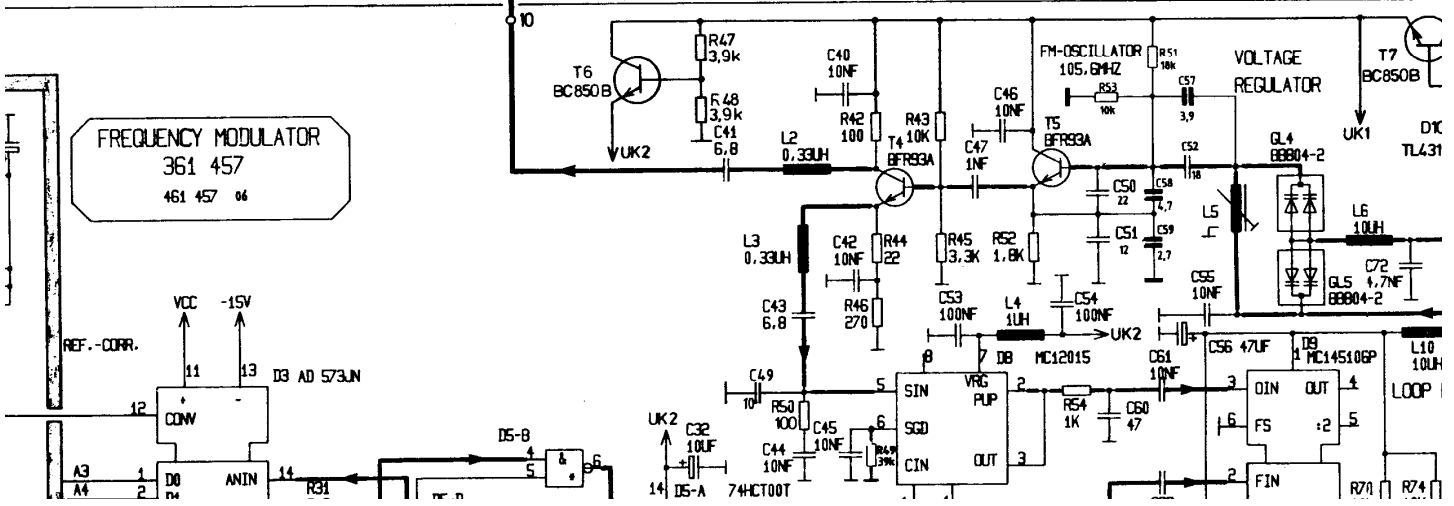 10
FREQUENCY MODULATOR
361 457
461 457 06
REF.-CORR.
VCC
-15V
11
13
D3 AD 573JN
+
-
12
CONV
A3
1
D0
ANIN
14
A4
2
R31
T6
BC850B
R47
3,9k
R48
3,9k
UK2
C41
6,8
L2
0,33UH
C40
10NF
R42
100
R43
10K
T4
BFR93A
C46
10NF
C47
1NF
T5
BFR93A
FM-OSCILLATOR
105,6MHZ
R53
10k
R51
18k
C57
3,9
VOLTAGE
REGULATOR
T7
BC850B
UK1
TL431
C52
18
GL4
BBB04-2
C50
22
C58
4,7
C51
12
C59
2,7
L5
L6
10UH
C72
4,7NF
GL5
BBB04-2
L3
0,33UH
C42
10NF
R44
22
R45
3,3K
R52
1,8K
C43
6,8
R46
270
C53
100NF
L4
1UH
C54
100NF
UK2
C55
10NF
C56 47UF
+
D9
MC14510GP
L10
10UH
LOOP
8
7
D8
MC12015
C61
10NF
1
C49
10
5
SIN
VRG
PUP
2
R54
1K
C60
47
3
OIN
OUT
4
R50
100
6
SGD
6
FS
:2
5
C45
10NF
R49
39k
C44
10NF
CIN
OUT
3
2
FIN
R70
R74
UK2
C32
10UF
+
14
D5-A
74HCT00T
D5-B
4
5
&
6